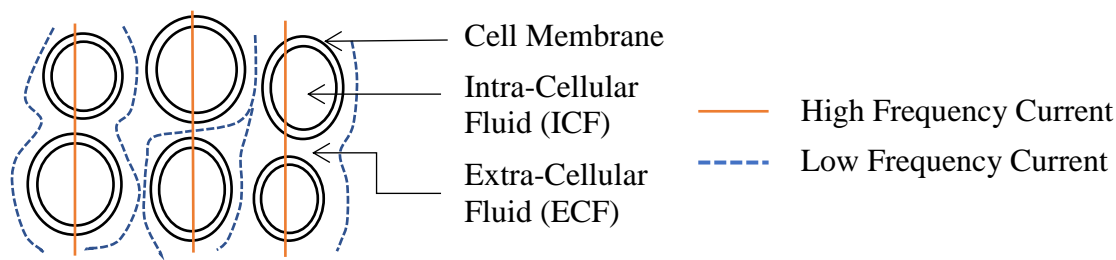 Cell Membrane
Intra-Cellular
Fluid (ICF)
Extra-Cellular
Fluid (ECF)
High Frequency Current
Low Frequency Current